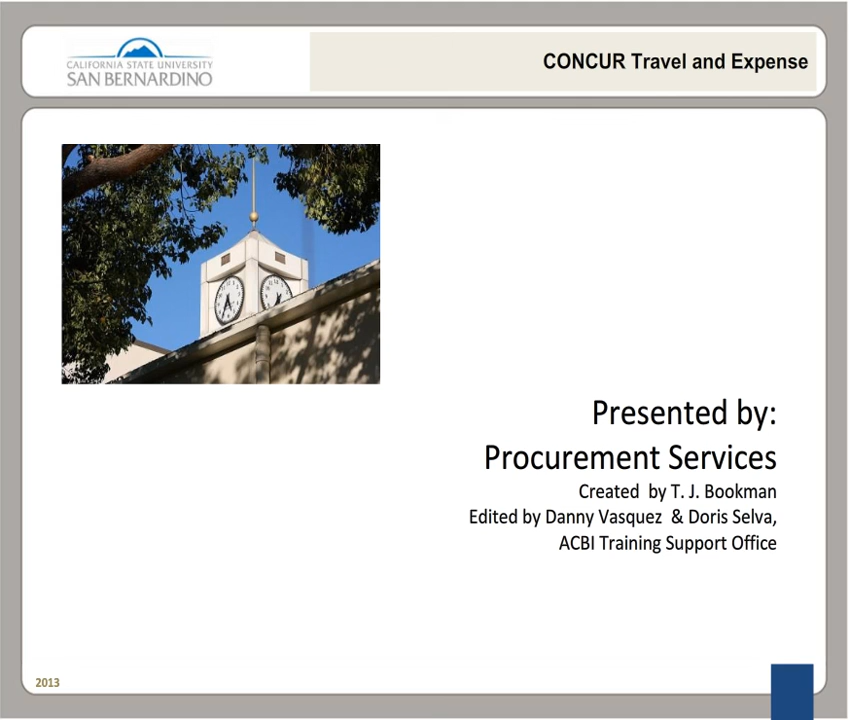 CALIFORNIA STATE UNIVERSITY
SAN BERNARDINO
CONCUR Travel and Expense
Presented by:
Procurement Services
Created by T. J. Bookman
Edited by Danny Vasquez & Doris Selva,
ACBI Training Support Office
2013